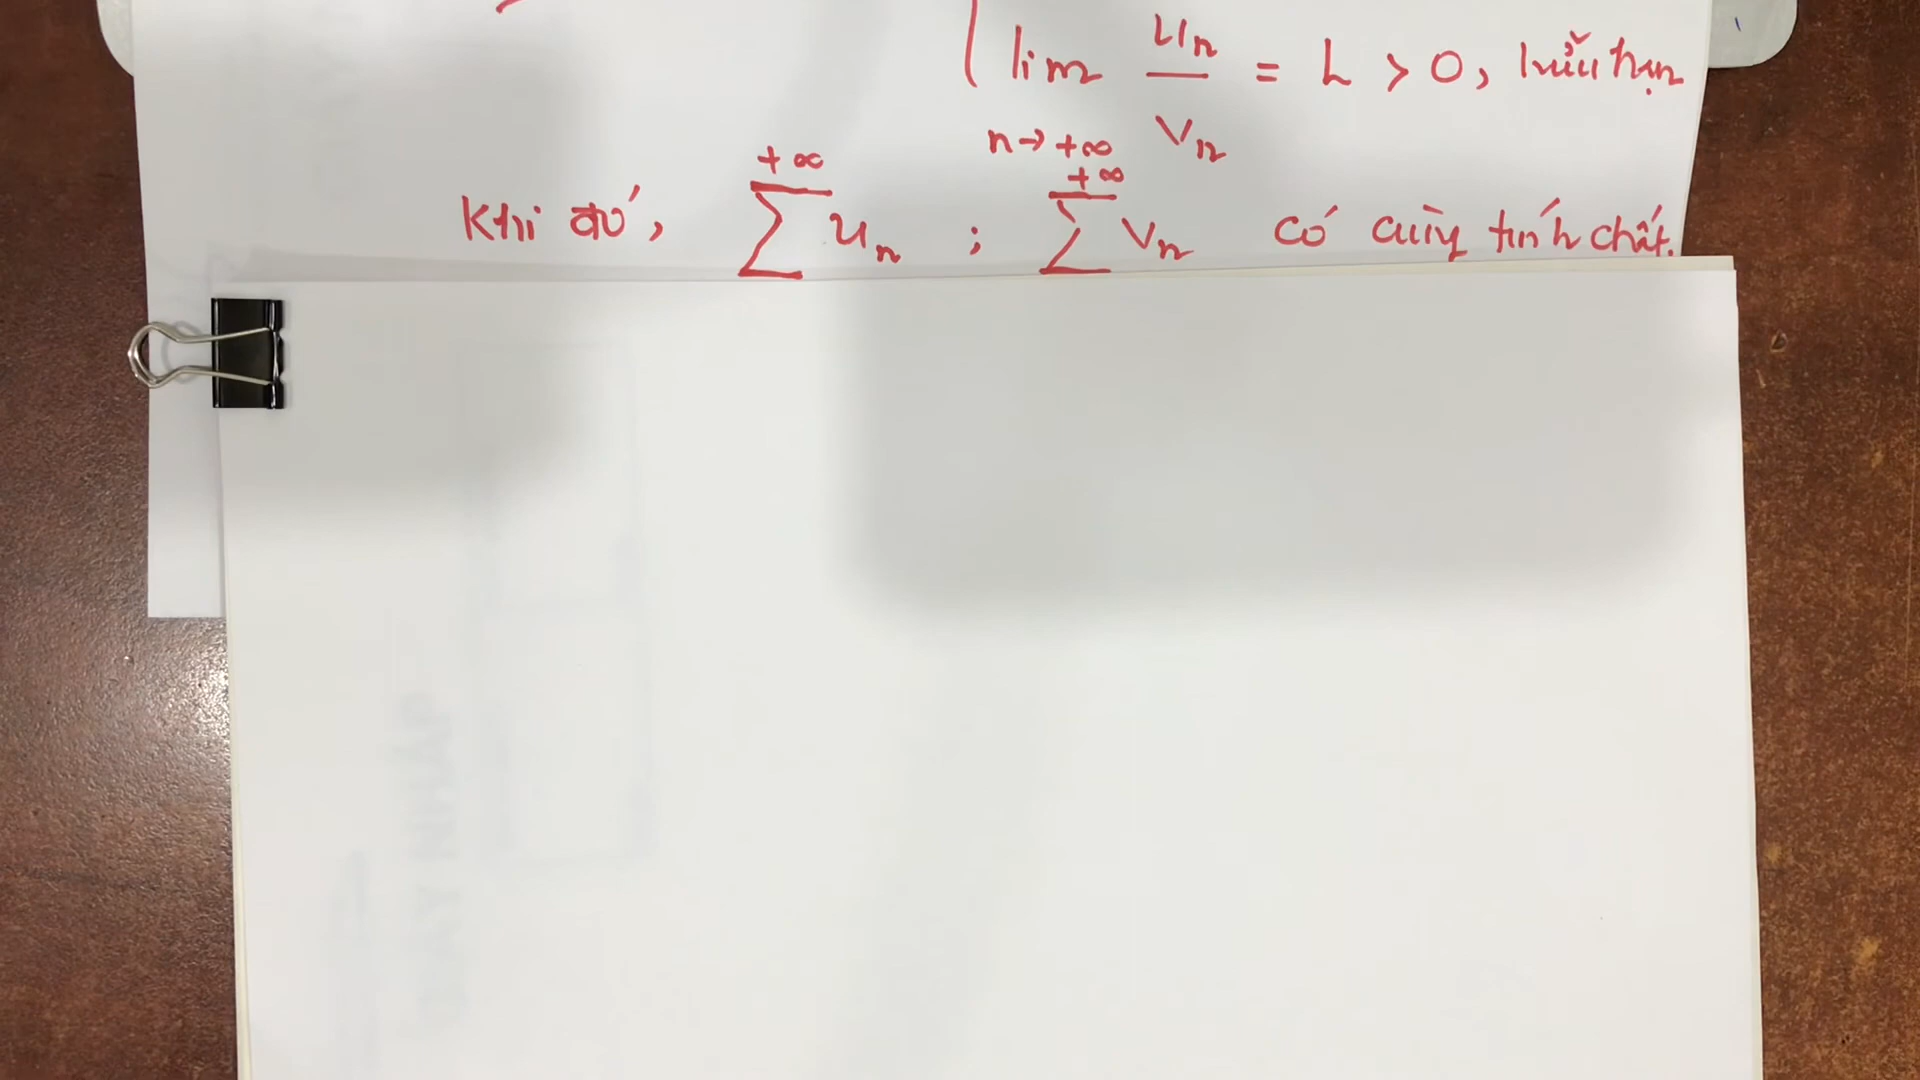 lim uₙ/vₙ = L > 0, hữu hạn
n→ +∞
Khi đó, +∞ ∑ uₙ ; +∞ ∑ vₙ có cùng tính chất.